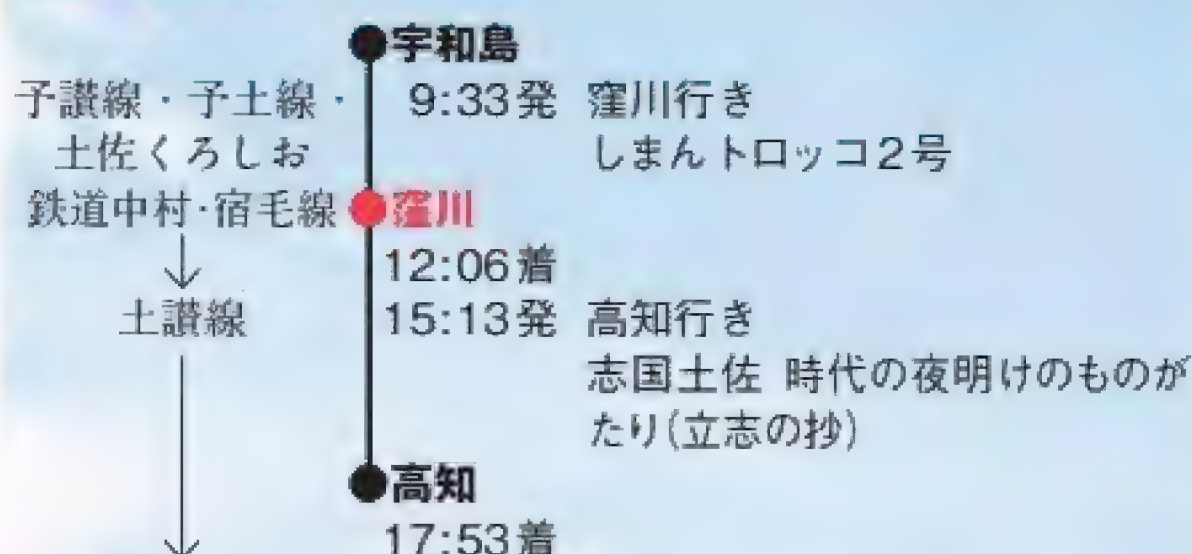 宇和島
子讃線・子土線・ 9:33発 窪川行き
土佐くろしお しまんトロッコ2号
鉄道中村・宿毛線 窪川
12:06着
土讃線 15:13発 高知行き
志国土佐 時代の夜明けのものが
たり(立志の抄)
高知
17:53着